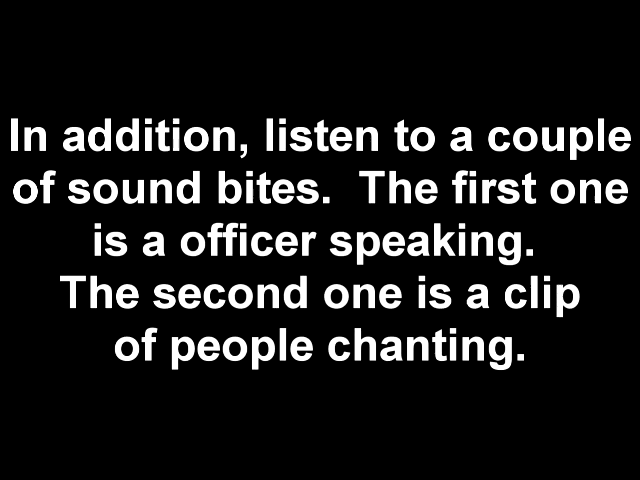 In addition, listen to a couple
of sound bites.  The first one
is a officer speaking.
The second one is a clip
of people chanting.